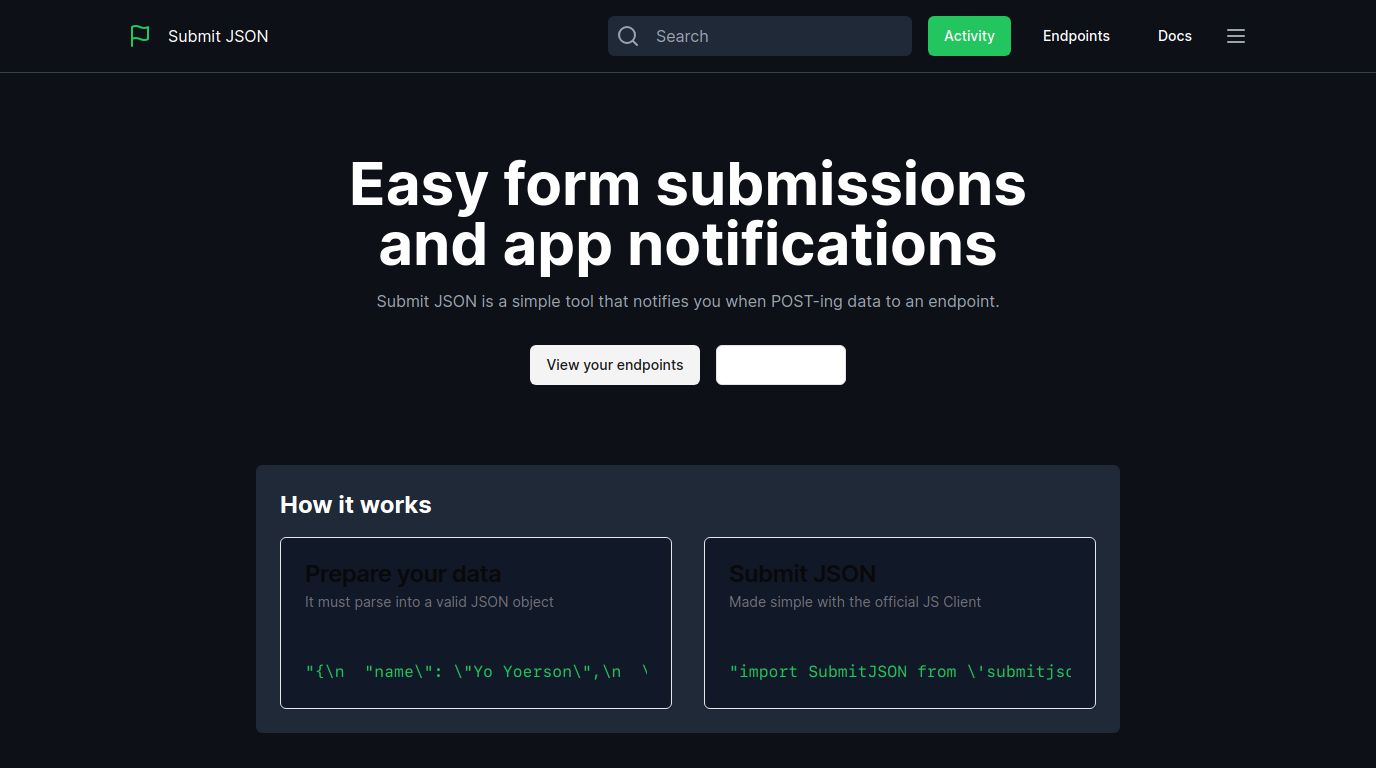 Submit JSON
Search
Activity
Endpoints
Docs
Easy form submissions
and app notifications
Submit JSON is a simple tool that notifies you when POST-ing data to an endpoint.
View your endpoints
How it works
Prepare your data
It must parse into a valid JSON object
"{\n  "name\": \"Yo Yoerson\",\n  \
Submit JSON
Made simple with the official JS Client
"import SubmitJSON from \'submitjso